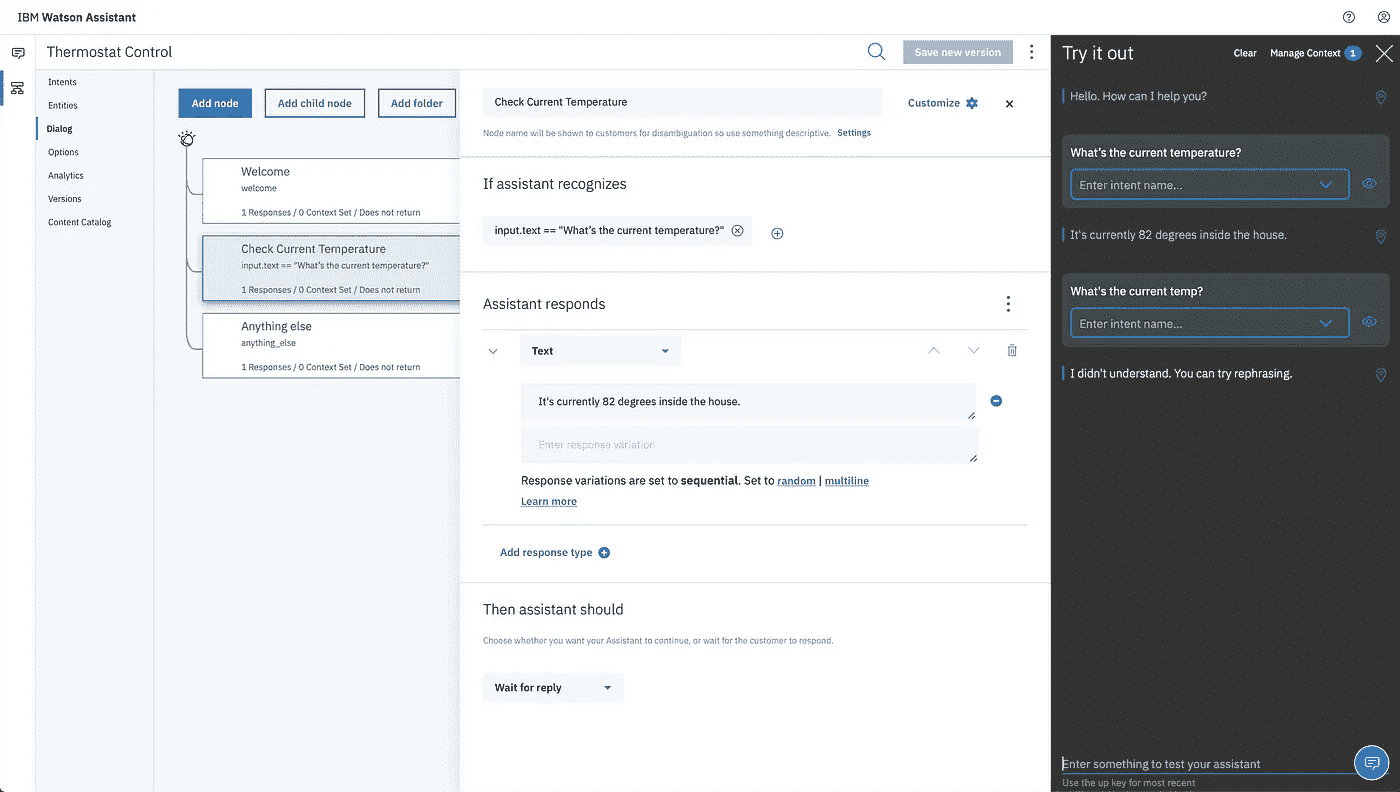 IBM Watson Assistant
Thermostat Control
Save new version
Intents
Entities
Dialog
Options
Analytics
Versions
Content Catalog
Add node
Add child node
Add folder
Welcome
welcome
1 Responses / 0 Context Set / Does not return
Check Current Temperature
input.text == "What's the current temperature?"
1 Responses / 0 Context Set / Does not return
Anything else
anything_else
1 Responses / 0 Context Set / Does not return
Check Current Temperature
Customize
Node name will be shown to customers for disambiguation so use something descriptive. Settings
If assistant recognizes
input.text == "What's the current temperature?"
Assistant responds
Text
It's currently 82 degrees inside the house.
Enter response variation
Response variations are set to sequential. Set to random | multiline
Learn more
Add response type
Then assistant should
Choose whether you want your Assistant to continue, or wait for the customer to respond.
Wait for reply
Try it out
Clear
Manage Context 1
Hello. How can I help you?
What's the current temperature?
Enter intent name...
It's currently 82 degrees inside the house.
What's the current temp?
Enter intent name...
I didn't understand. You can try rephrasing.
Enter something to test your assistant
Use the up key for most recent